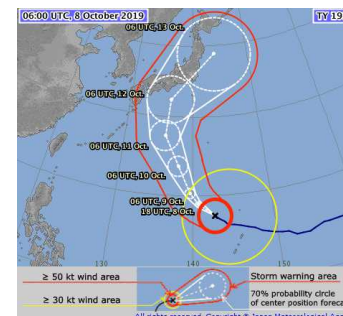 06:00 UTC, 8 October 2019
TY 19
06 UTC, 13 Oct.
06 UTC, 12 Oct.
06 UTC, 11 Oct.
06 UTC, 10 Oct.
06 UTC, 9 Oct.
18 UTC, 8 Oct.
120
130
140
150
≥ 50 kt wind area
Storm warning area
≥ 30 kt wind area
70% probability circle
of center position foreca
All rights reserved. Copyright © Japan Meteorological Age